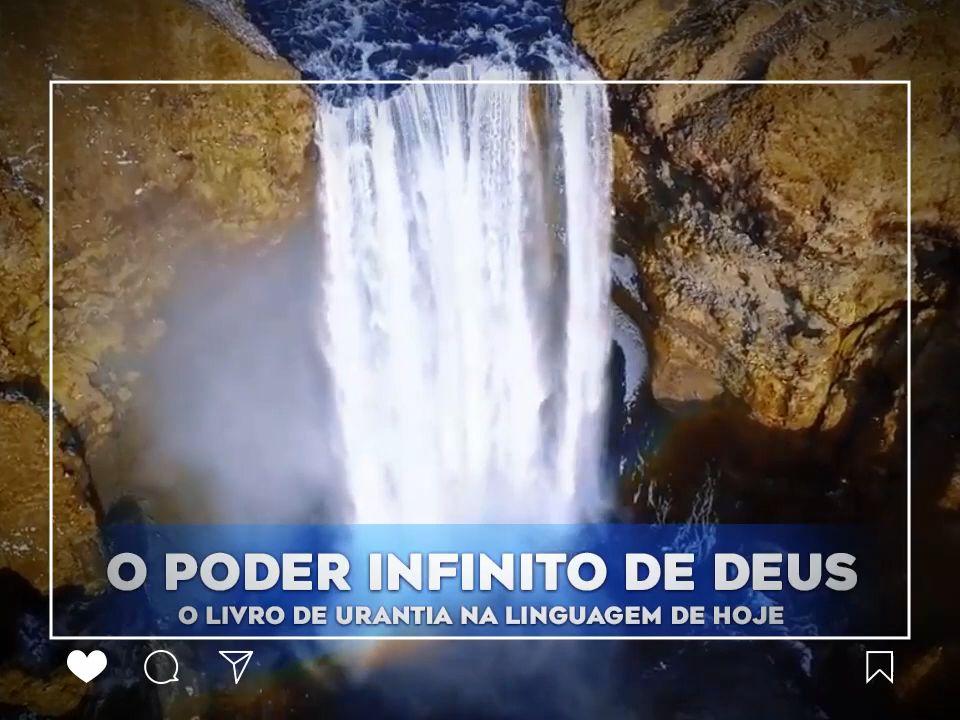 O PODER INFINITO DE DEUS
O LIVRO DE URANTIA NA LINGUAGEM DE HOJE